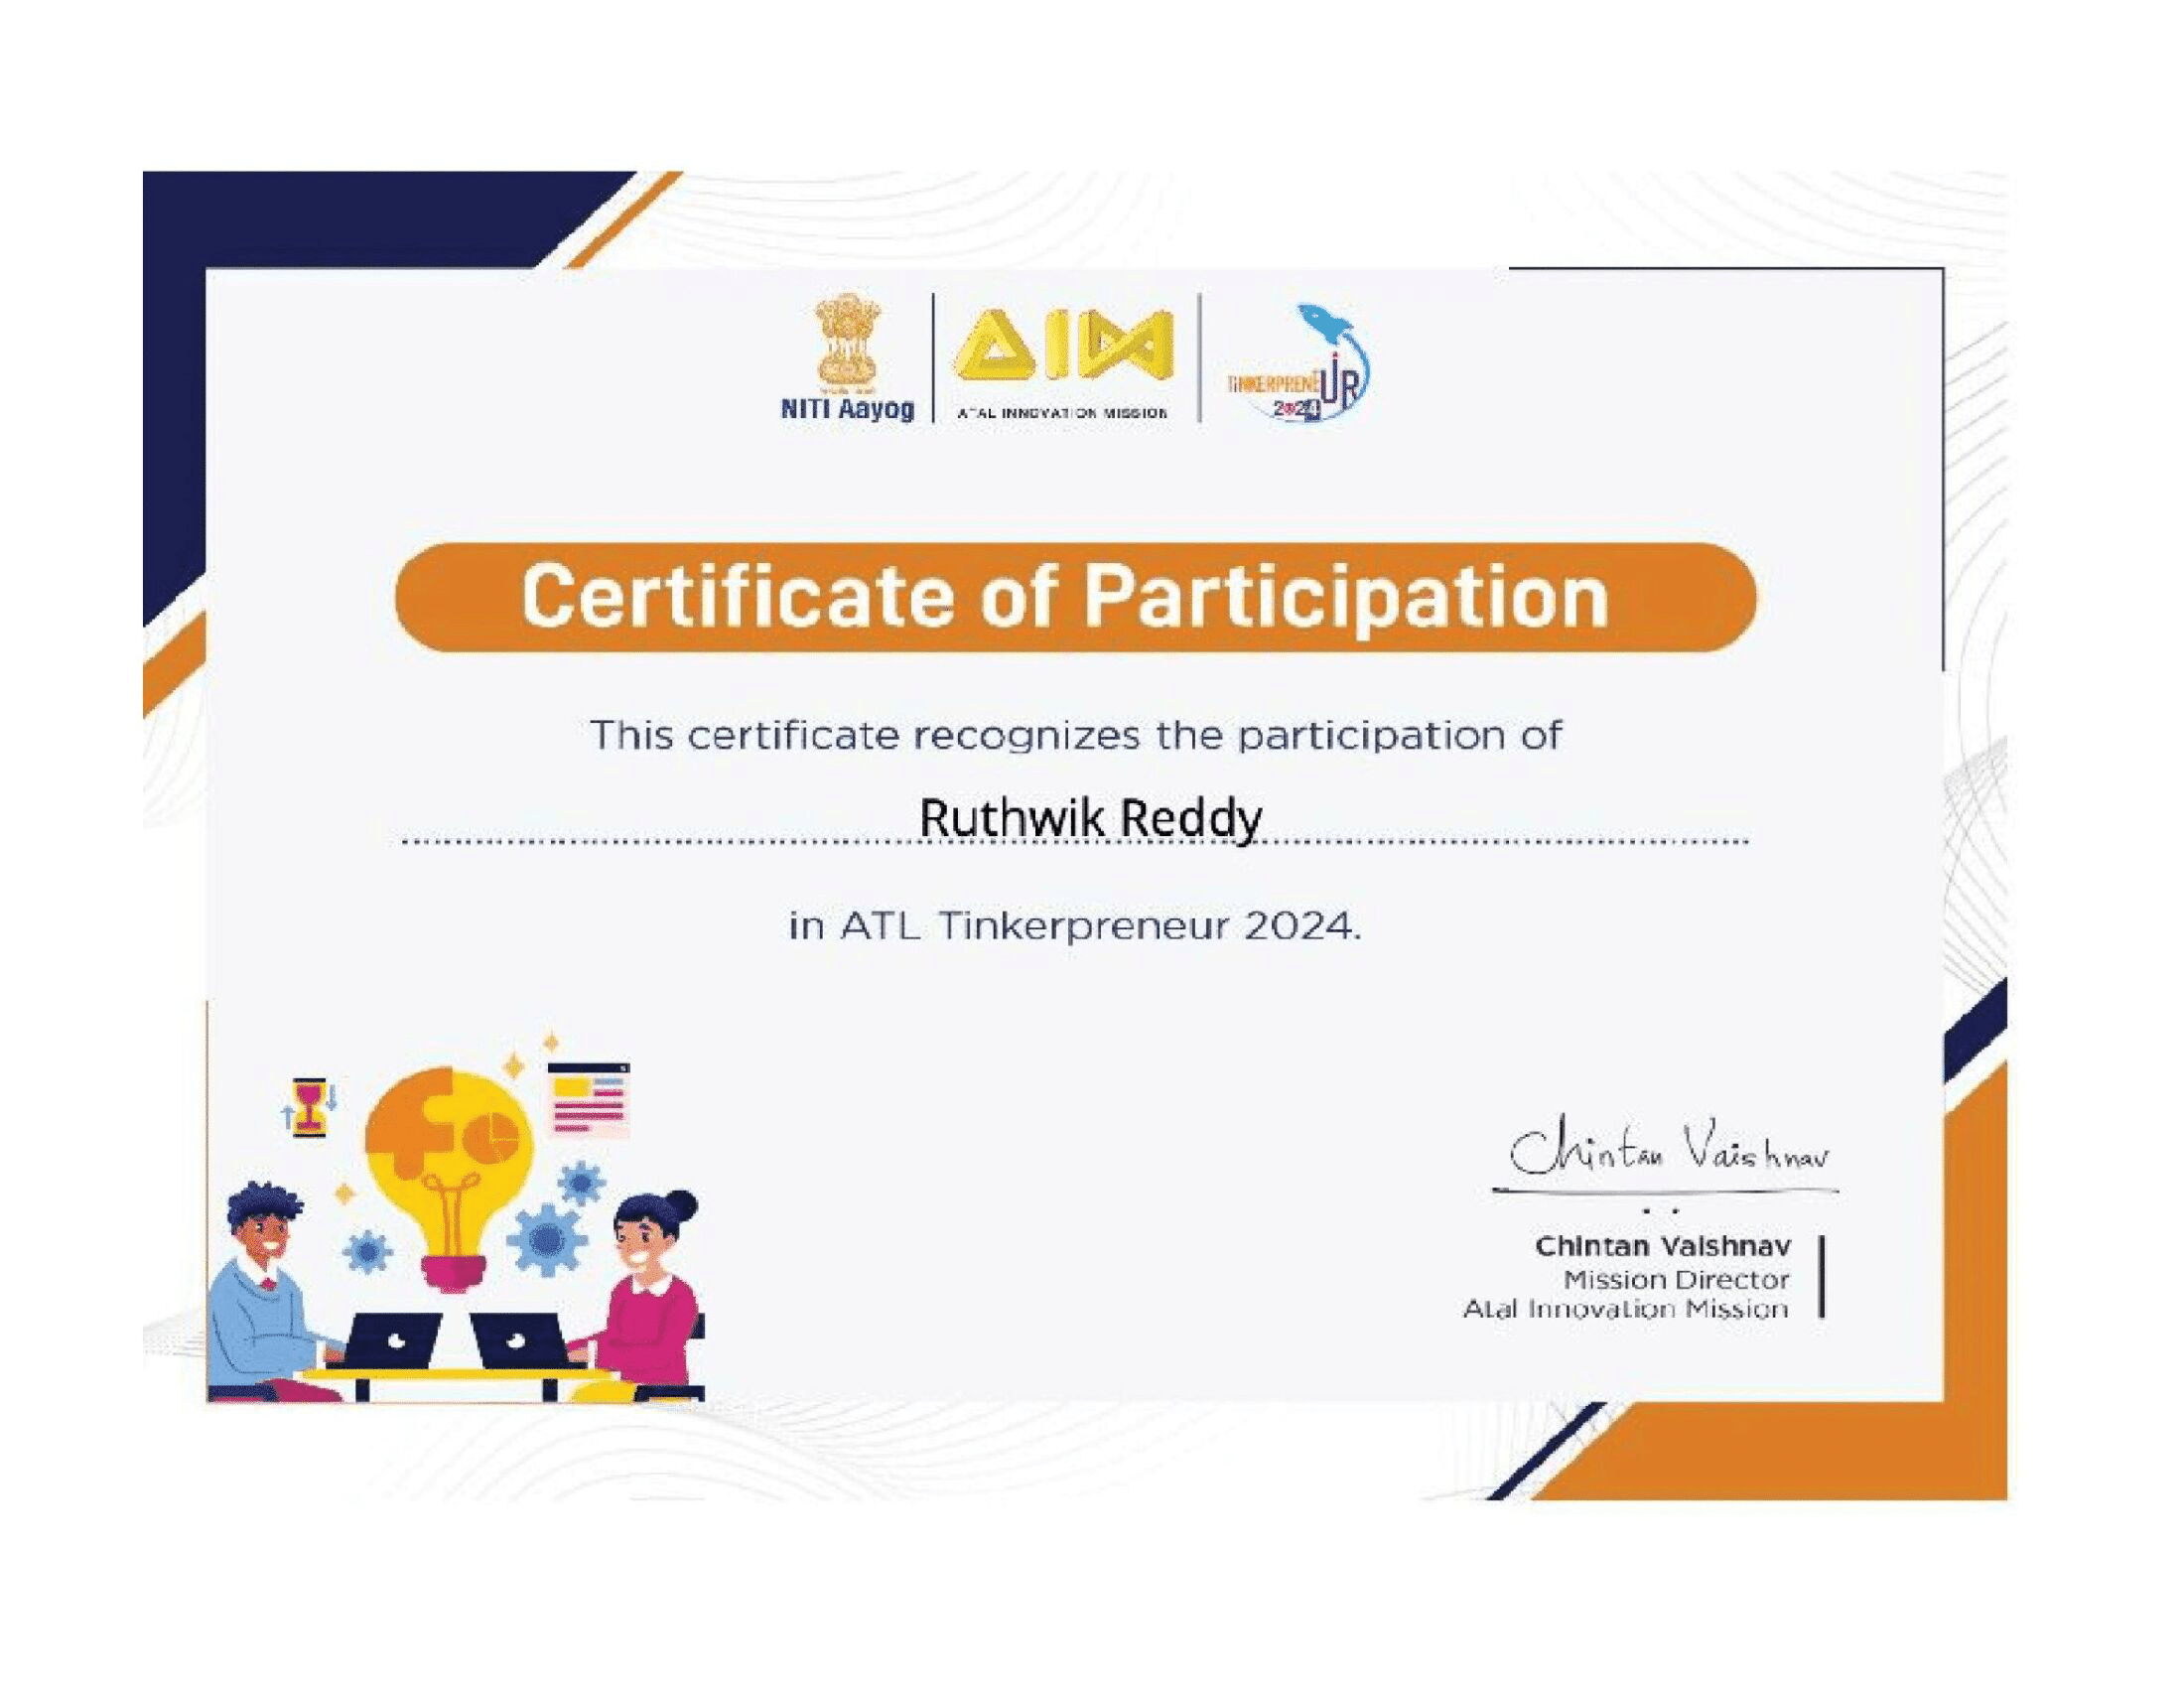 NITI Aayog
ATAL INNOVATION MISSION
TiNKERPRENEUR
2024
Certificate of Participation
This certificate recognizes the participation of
Ruthwik Reddy
in ATL Tinkerpreneur 2024.
Chintan Vaishnav
Chintan Vaishnav
Mission Director
Atal Innovation Mission